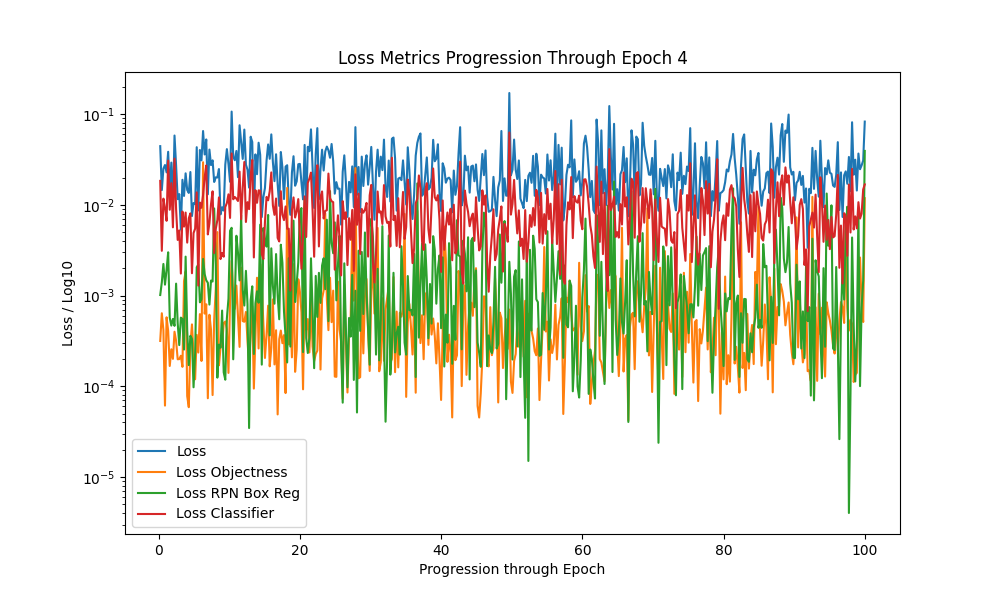 Loss Metrics Progression Through Epoch 4
Loss / Log10
10⁻¹
10⁻²
10⁻³
10⁻⁴
10⁻⁵
Loss
Loss Objectness
Loss RPN Box Reg
Loss Classifier
0 20 40 60 80 100
Progression through Epoch